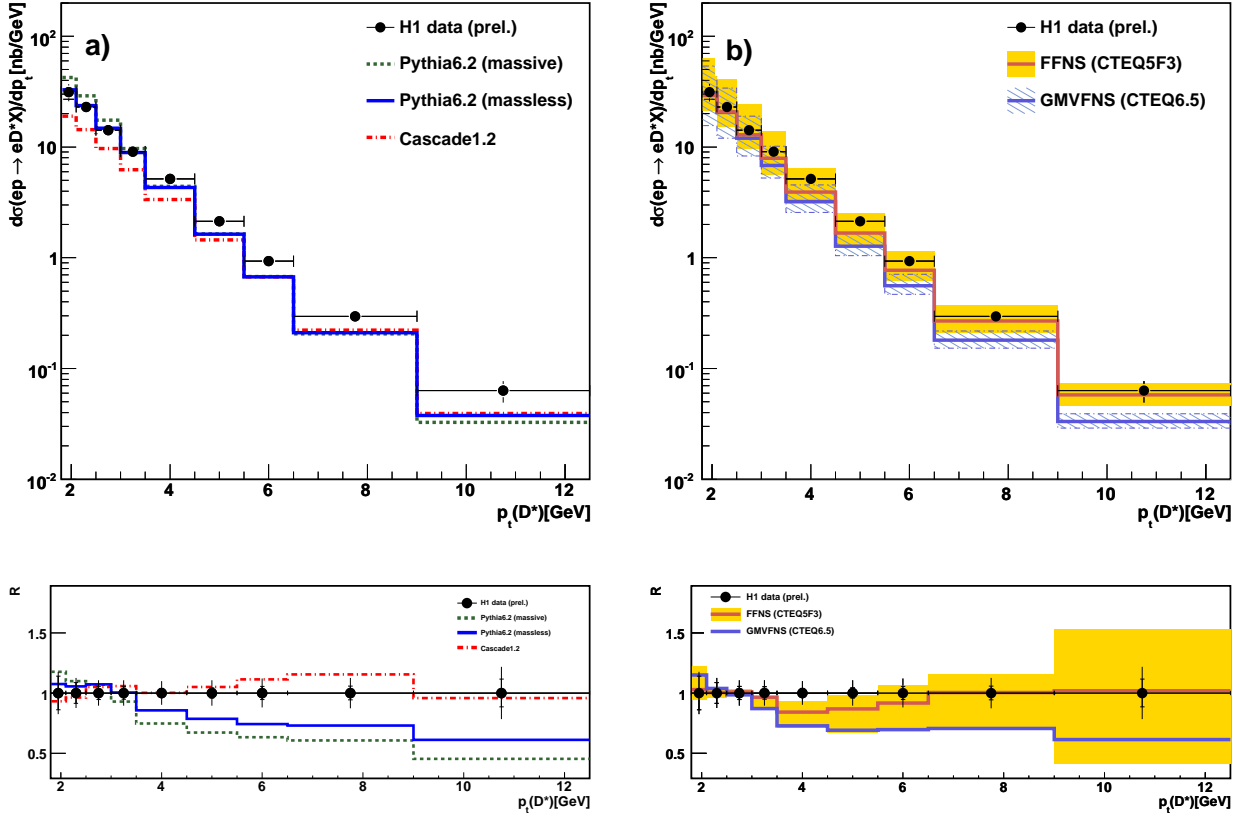 a)
H1 data (prel.)
Pythia6.2 (massive)
Pythia6.2 (massless)
Cascade1.2
dσ(ep → eD*X)/dp_t [nb/GeV]
10²
10
1
10⁻¹
10⁻²
2 4 6 8 10 12
p_t(D*)[GeV]
b)
H1 data (prel.)
FFNS (CTEQ5F3)
GMVFNS (CTEQ6.5)
dσ(ep → eD*X)/dp_t [nb/GeV]
10²
10
1
10⁻¹
10⁻²
2 4 6 8 10 12
p_t(D*)[GeV]
R
H1 data (prel.)
Pythia6.2 (massive)
Pythia6.2 (massless)
Cascade1.2
1.5
1
0.5
2 4 6 8 10 12
p_t(D*)[GeV]
R
H1 data (prel.)
FFNS (CTEQ5F3)
GMVFNS (CTEQ6.5)
1.5
1
0.5
2 4 6 8 10 12
p_t(D*)[GeV]